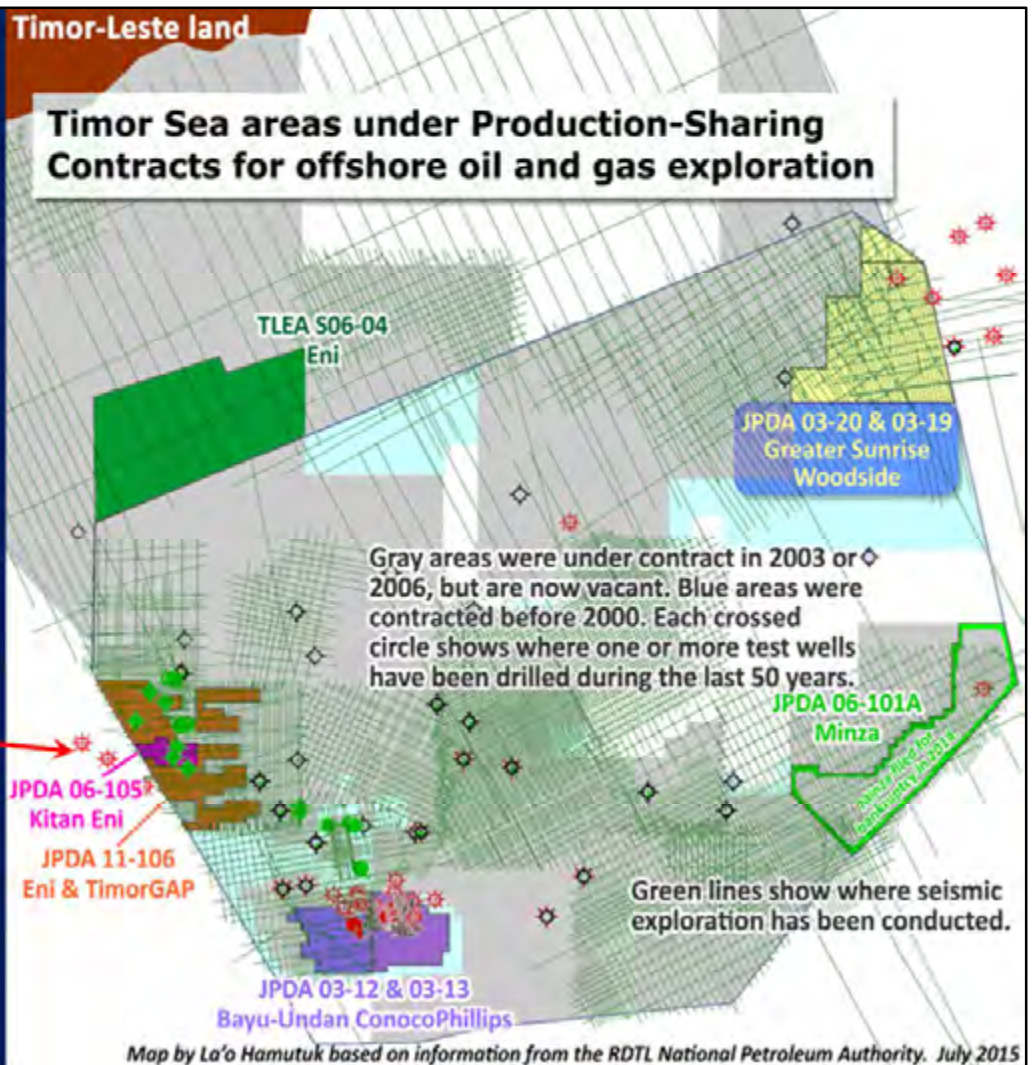 Timor-Leste land
Timor Sea areas under Production-Sharing
Contracts for offshore oil and gas exploration
TLEA S06-04
Eni
JPDA 03-20 & 03-19
Greater Sunrise
Woodside
Gray areas were under contract in 2003 or
2006, but are now vacant. Blue areas were
contracted before 2000. Each crossed
circle shows where one or more test wells
have been drilled during the last 50 years.
JPDA 06-101A
Minza
Minza filed for
bankruptcy in
JPDA 06-105
Kitan Eni
JPDA 11-106
Eni & TimorGAP
Green lines show where seismic
exploration has been conducted.
JPDA 03-12 & 03-13
Bayu-Undan ConocoPhillips
Map by La'o Hamutuk based on information from the RDTL National Petroleum Authority. July 2015